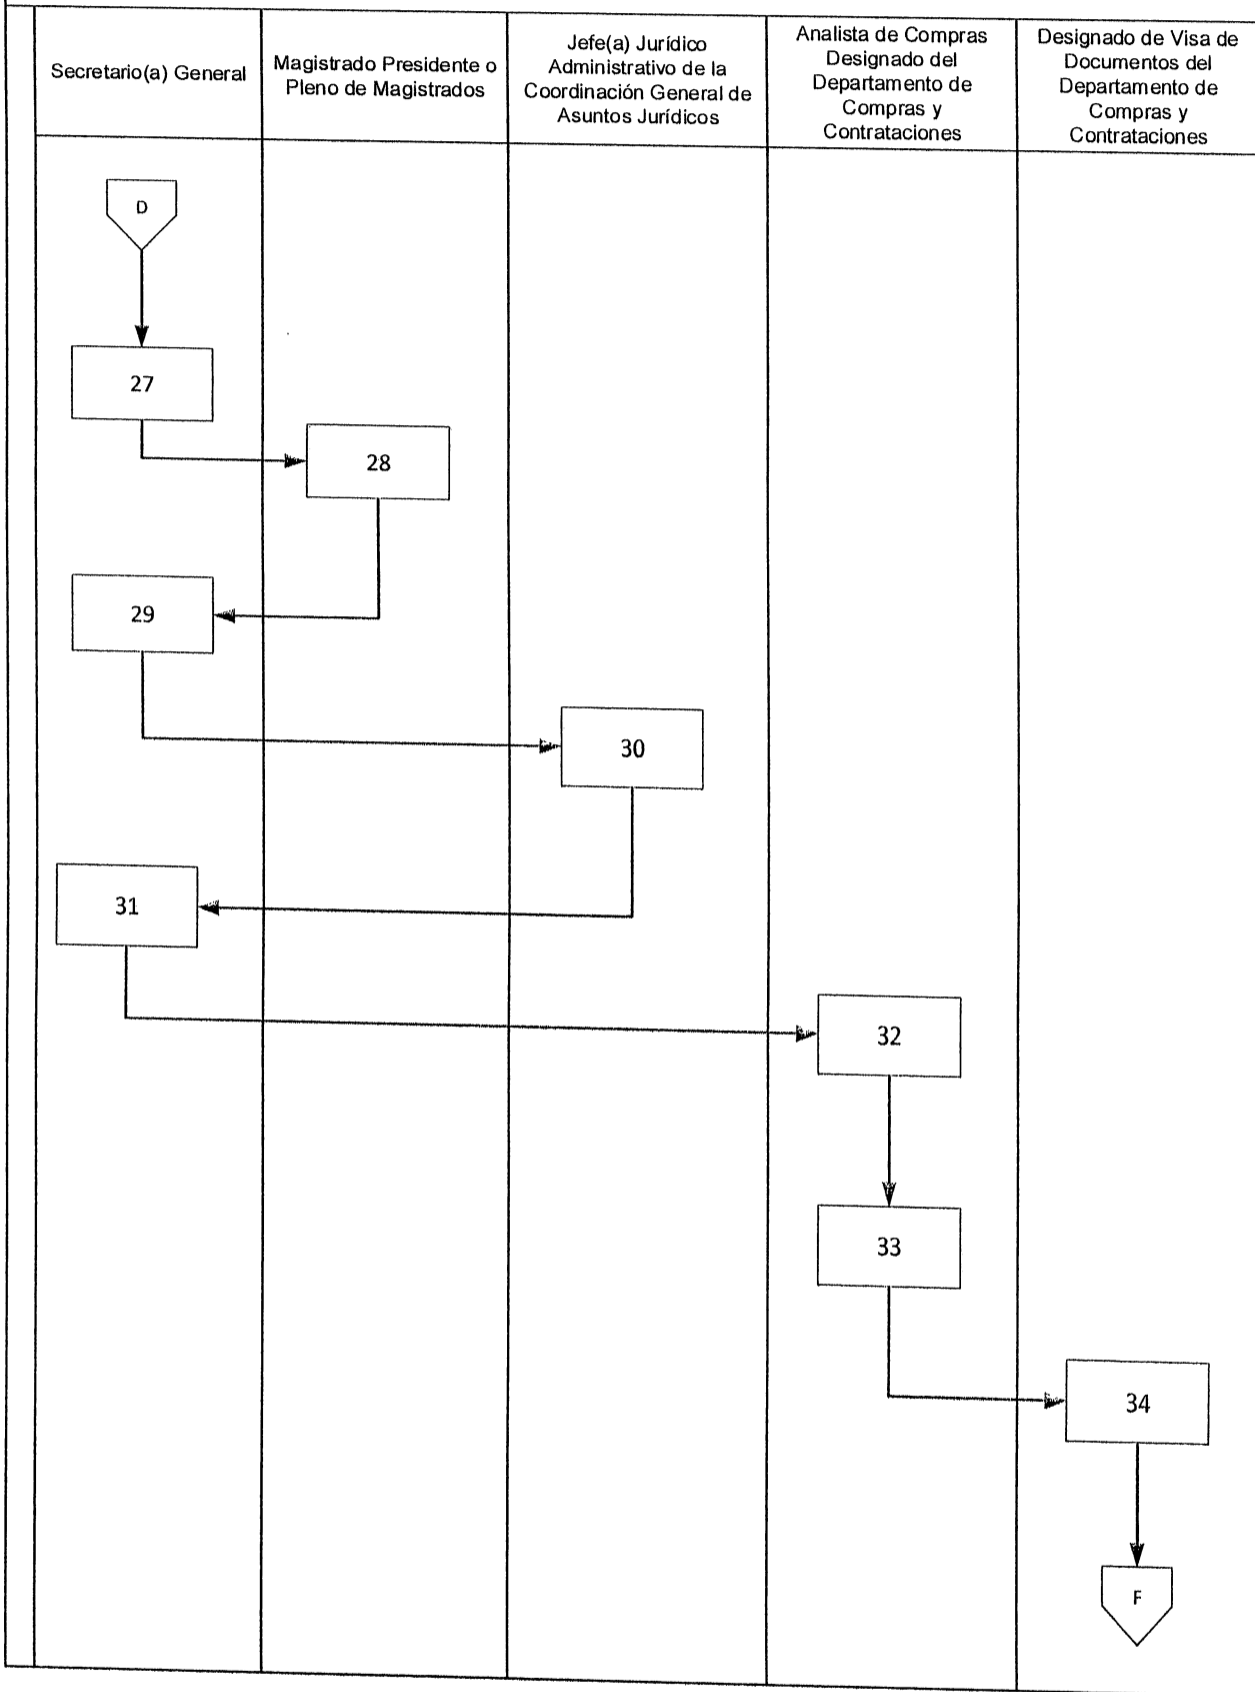 Secretario(a) General
Magistrado Presidente o
Pleno de Magistrados
Jefe(a) Jurídico
Administrativo de la
Coordinación General de
Asuntos Jurídicos
Analista de Compras
Designado del
Departamento de
Compras y
Contrataciones
Designado de Visa de
Documentos del
Departamento de
Compras y
Contrataciones
D
27
28
29
30
31
32
33
34
F